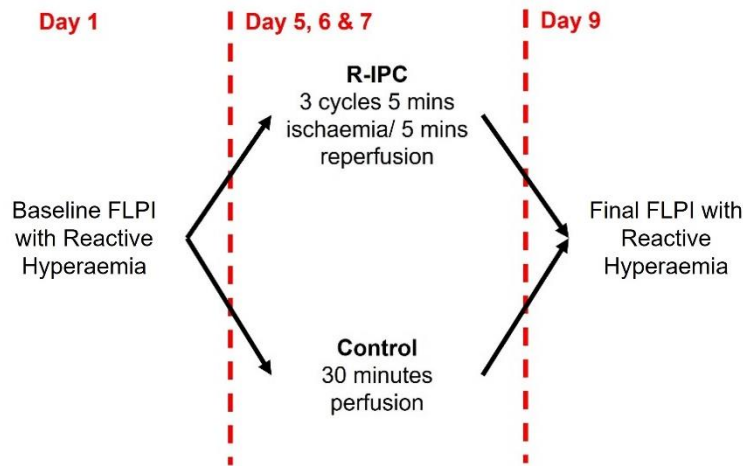 Day 1
Day 5, 6 & 7
Day 9
R-IPC
3 cycles 5 mins
ischaemia/ 5 mins
reperfusion
Baseline FLPI
with Reactive
Hyperaemia
Final FLPI with
Reactive
Hyperaemia
Control
30 minutes
perfusion